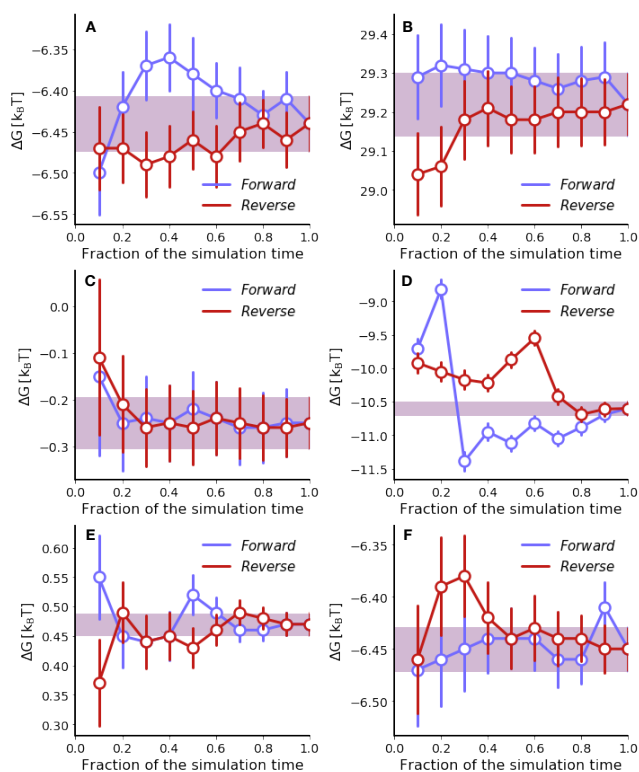 A
B
ΔG [k_BT]
−6.35
−6.40
−6.45
−6.50
−6.55
Forward
Reverse
0.0 0.2 0.4 0.6 0.8 1.0
Fraction of the simulation time
ΔG [k_BT]
29.4
29.3
29.2
29.1
29.0
Forward
Reverse
0.0 0.2 0.4 0.6 0.8 1.0
Fraction of the simulation time
C
D
ΔG [k_BT]
0.0
−0.1
−0.2
−0.3
Forward
Reverse
0.0 0.2 0.4 0.6 0.8 1.0
Fraction of the simulation time
ΔG [k_BT]
−9.0
−9.5
−10.0
−10.5
−11.0
−11.5
Forward
Reverse
0.0 0.2 0.4 0.6 0.8 1.0
Fraction of the simulation time
E
F
ΔG [k_BT]
0.60
0.55
0.50
0.45
0.40
0.35
0.30
Forward
Reverse
0.0 0.2 0.4 0.6 0.8 1.0
Fraction of the simulation time
ΔG [k_BT]
−6.35
−6.40
−6.45
−6.50
Forward
Reverse
0.0 0.2 0.4 0.6 0.8 1.0
Fraction of the simulation time